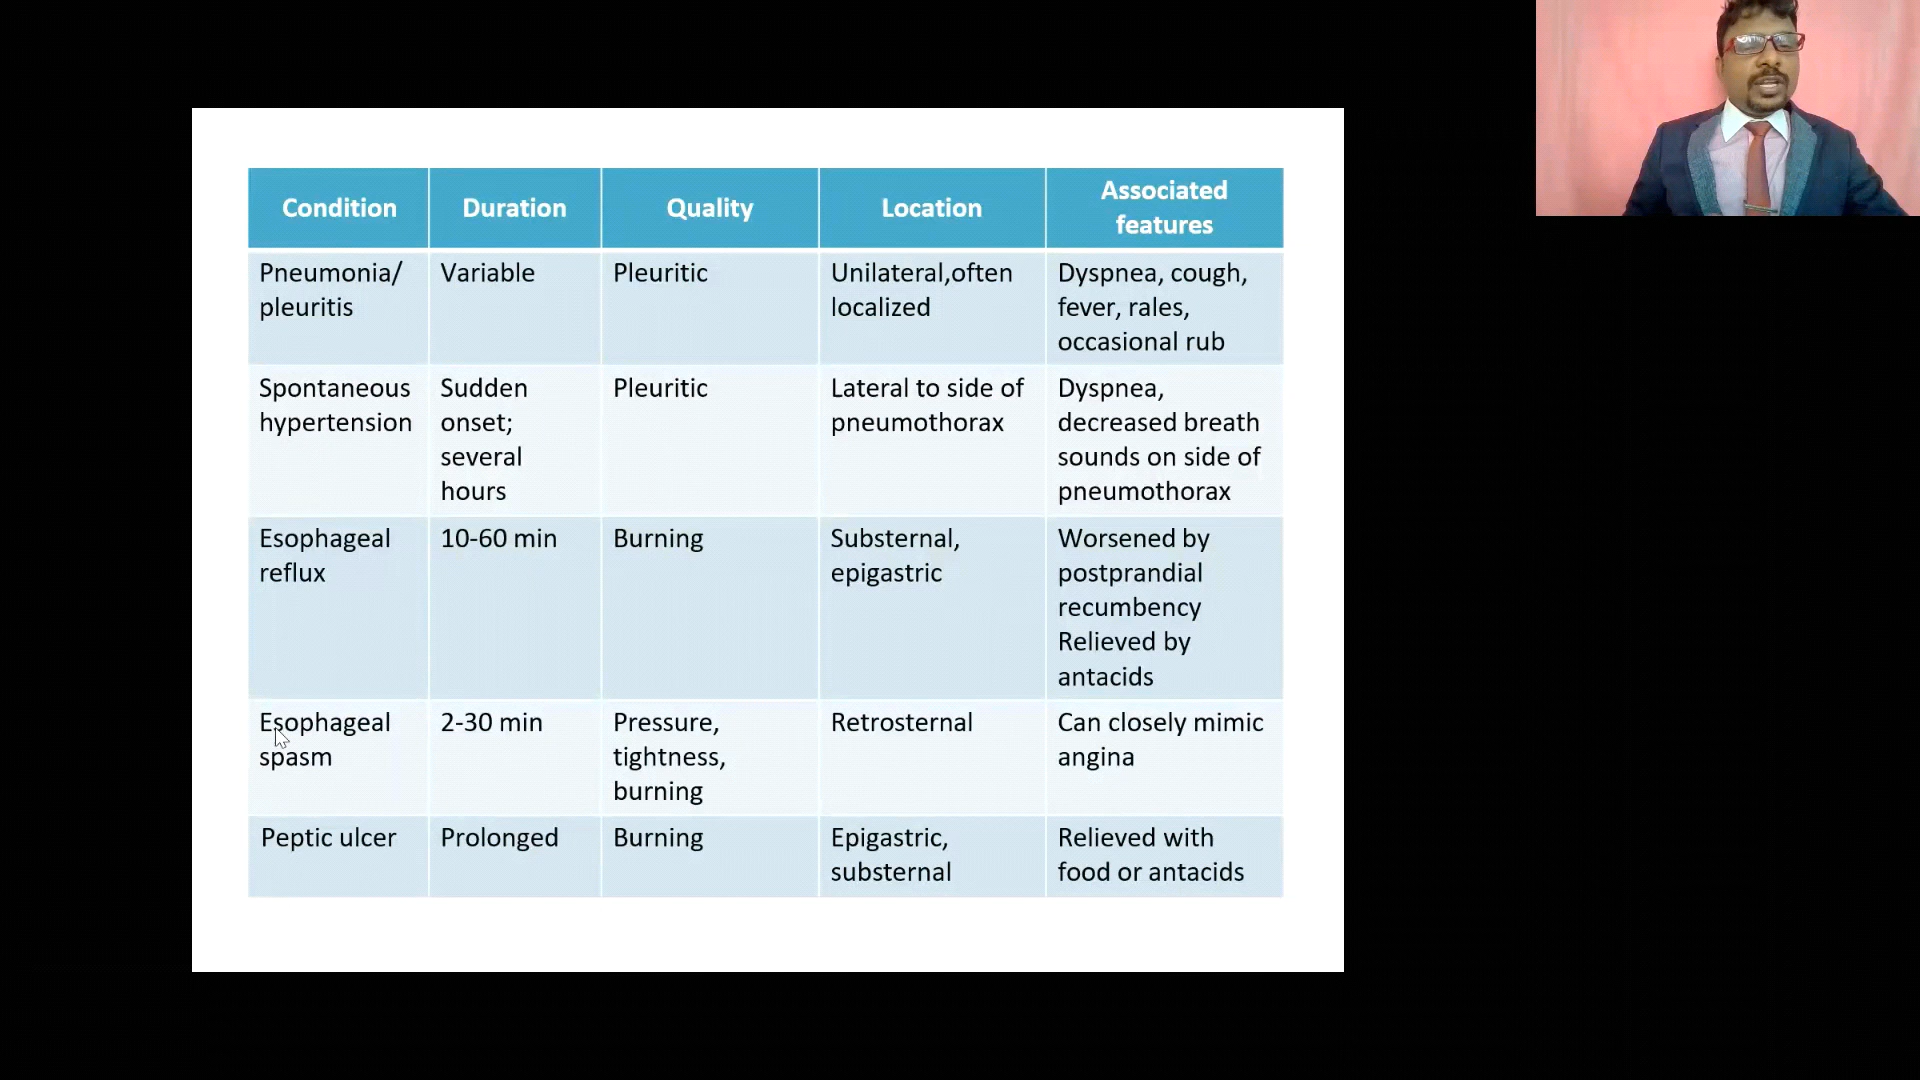 Condition
Duration
Quality
Location
Associated
features
Pneumonia/
pleuritis
Variable
Pleuritic
Unilateral,often
localized
Dyspnea, cough,
fever, rales,
occasional rub
Spontaneous
hypertension
Sudden
onset;
several
hours
Pleuritic
Lateral to side of
pneumothorax
Dyspnea,
decreased breath
sounds on side of
pneumothorax
Esophageal
reflux
10-60 min
Burning
Substernal,
epigastric
Worsened by
postprandial
recumbency
Relieved by
antacids
Esophageal
spasm
2-30 min
Pressure,
tightness,
burning
Retrosternal
Can closely mimic
angina
Peptic ulcer
Prolonged
Burning
Epigastric,
substernal
Relieved with
food or antacids